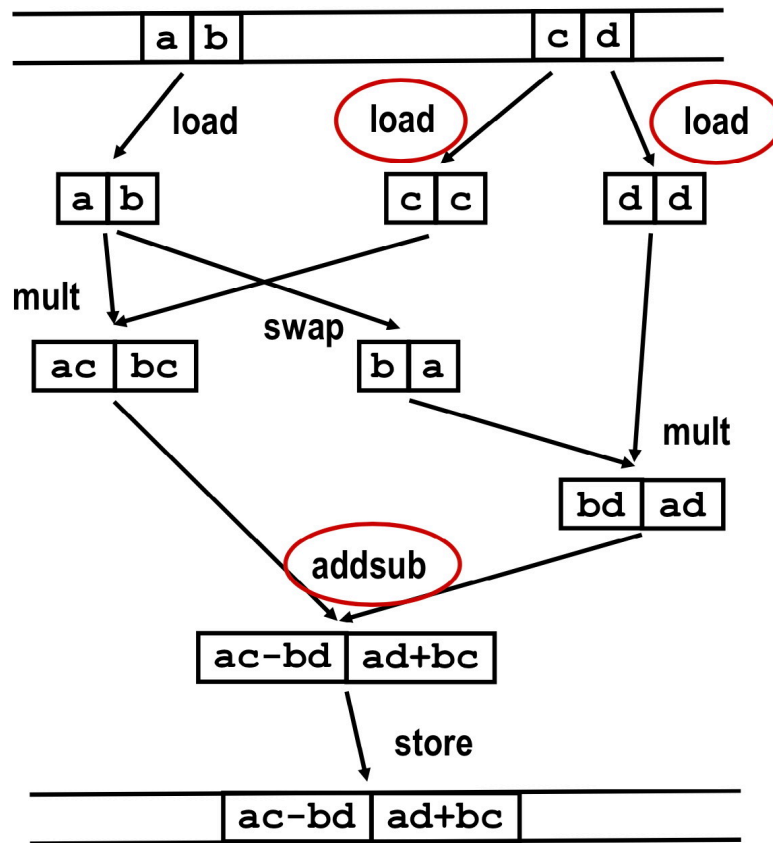 a b c d
load load load
a b c c d d
mult
swap
ac bc b a
mult
bd ad
addsub
ac-bd ad+bc
store
ac-bd ad+bc